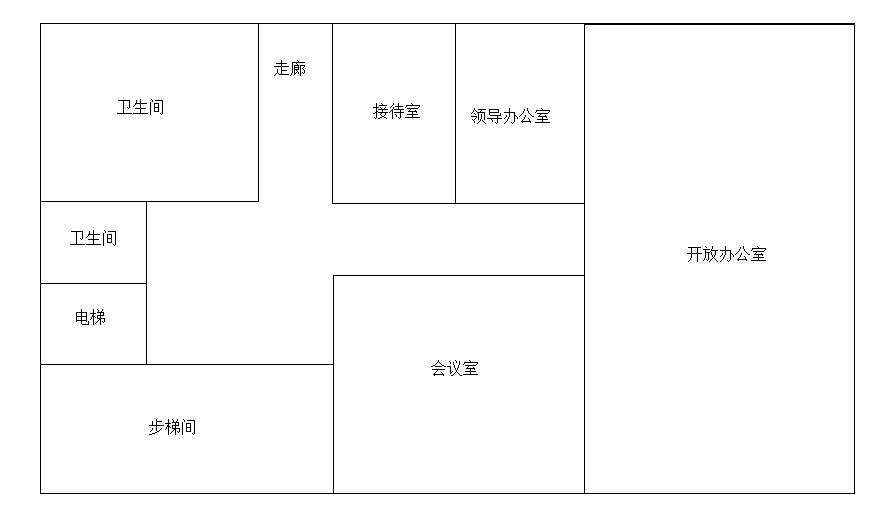 走廊
卫生间
接待室
领导办公室
卫生间
开放办公室
电梯
会议室
步梯间